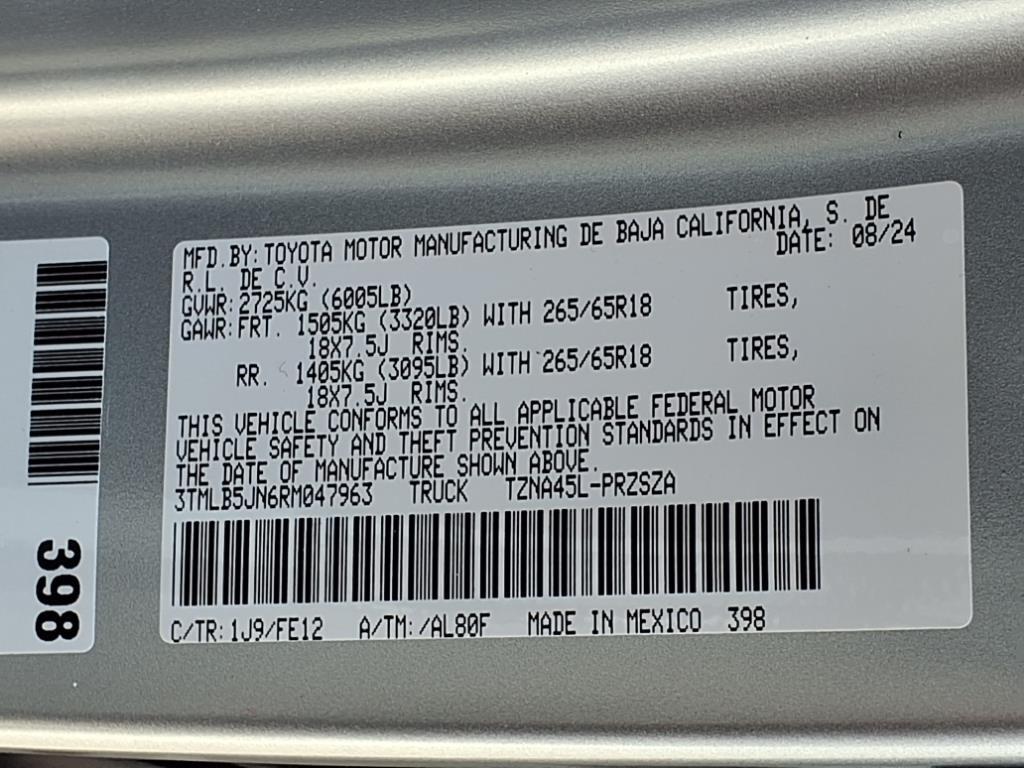 MFD.BY:TOYOTA MOTOR MANUFACTURING DE BAJA CALIFORNIA, S. DE
R.L. DE C.V. DATE: 08/24
GVWR:2725KG (6005LB)
GAWR:FRT. 1505KG (3320LB) WITH 265/65R18 TIRES,
18X7.5J RIMS.
RR. 1405KG (3095LB) WITH 265/65R18 TIRES,
18X7.5J RIMS.
THIS VEHICLE CONFORMS TO ALL APPLICABLE FEDERAL MOTOR
VEHICLE SAFETY AND THEFT PREVENTION STANDARDS IN EFFECT ON
THE DATE OF MANUFACTURE SHOWN ABOVE.
3TMLB5JN6RM047963 TRUCK TZNA45L-PRZSZA
C/TR:1J9/FE12 A/TM:/AL80F MADE IN MEXICO 398
398